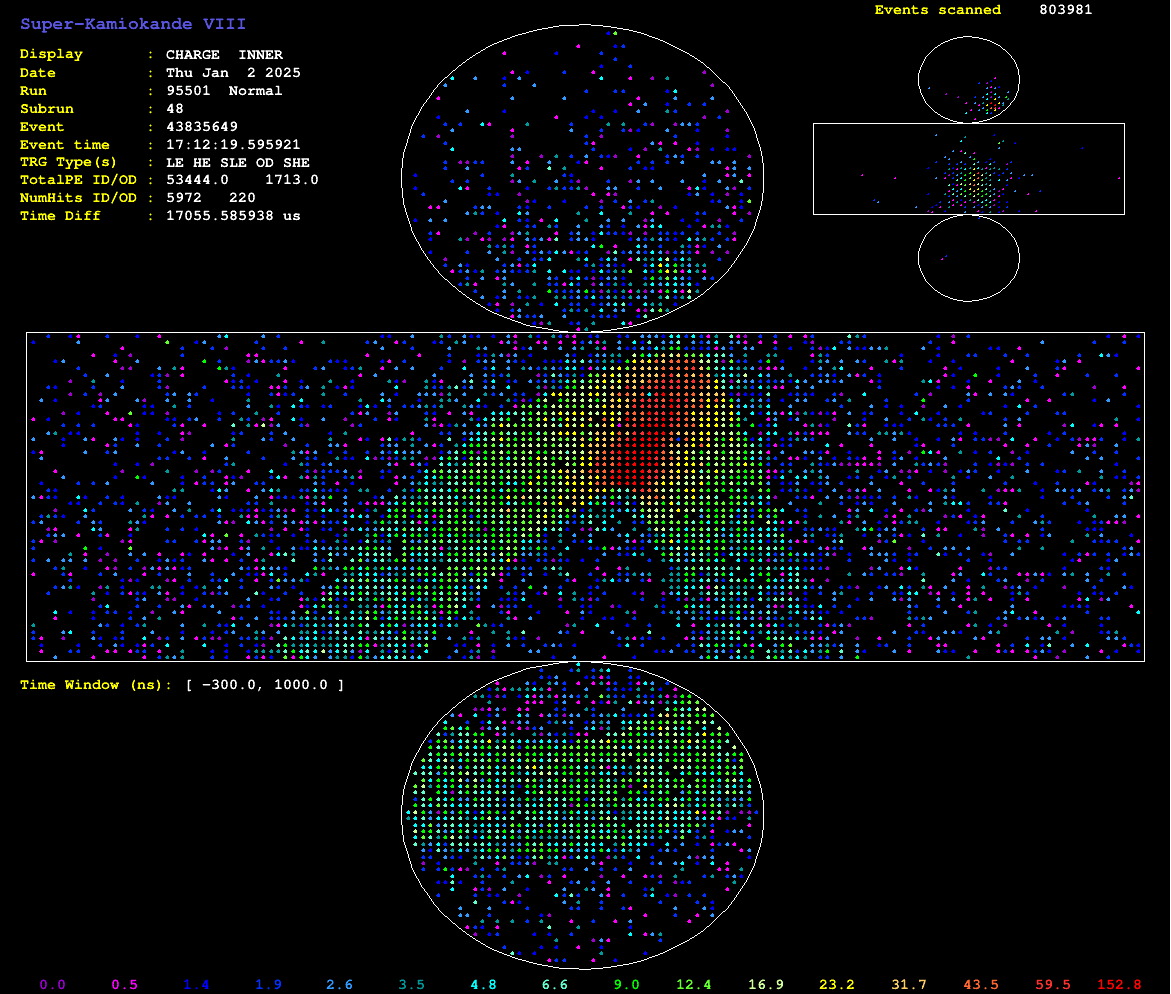 Super-Kamiokande VIII
Events scanned 803981
Display : CHARGE INNER
Date : Thu Jan 2 2025
Run : 95501 Normal
Subrun : 48
Event : 43835649
Event time : 17:12:19.595921
TRG Type(s) : LE HE SLE OD SHE
TotalPE ID/OD : 53444.0 1713.0
NumHits ID/OD : 5972 220
Time Diff : 17055.585938 us
Time Window (ns): [ -300.0, 1000.0 ]
0.0 0.5 1.4 1.9 2.6 3.5 4.8 6.6 9.0 12.4 16.9 23.2 31.7 43.5 59.5 152.8